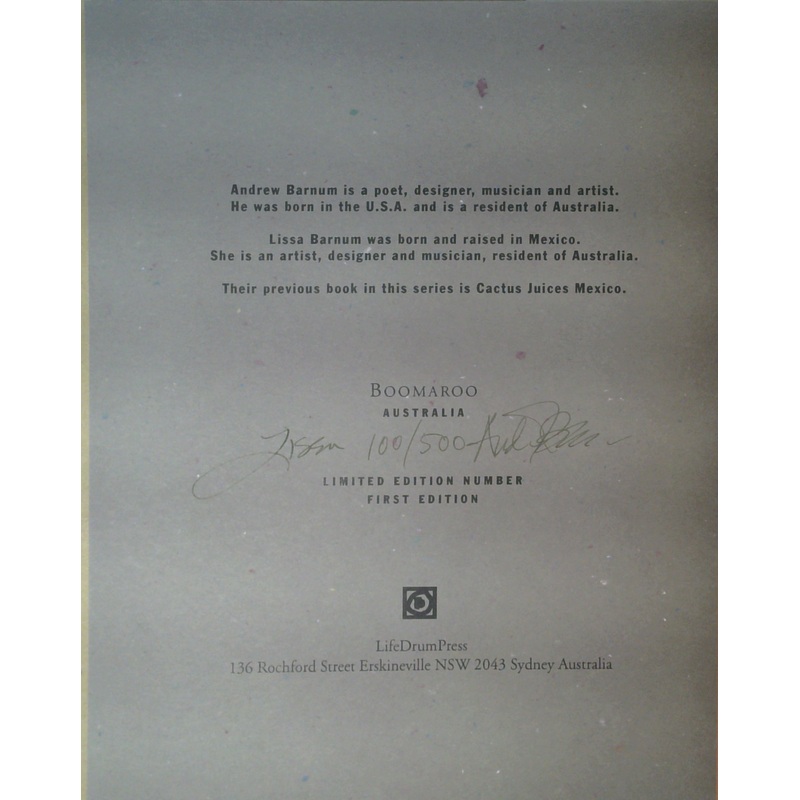 Andrew Barnum is a poet, designer, musician and artist.
He was born in the U.S.A. and is a resident of Australia.
Lissa Barnum was born and raised in Mexico.
She is an artist, designer and musician, resident of Australia.
Their previous book in this series is Cactus Juices Mexico.
BOOMAROO
AUSTRALIA
Lissa 100/500
LIMITED EDITION NUMBER
FIRST EDITION
LifeDrumPress
136 Rochford Street Erskineville NSW 2043 Sydney Australia